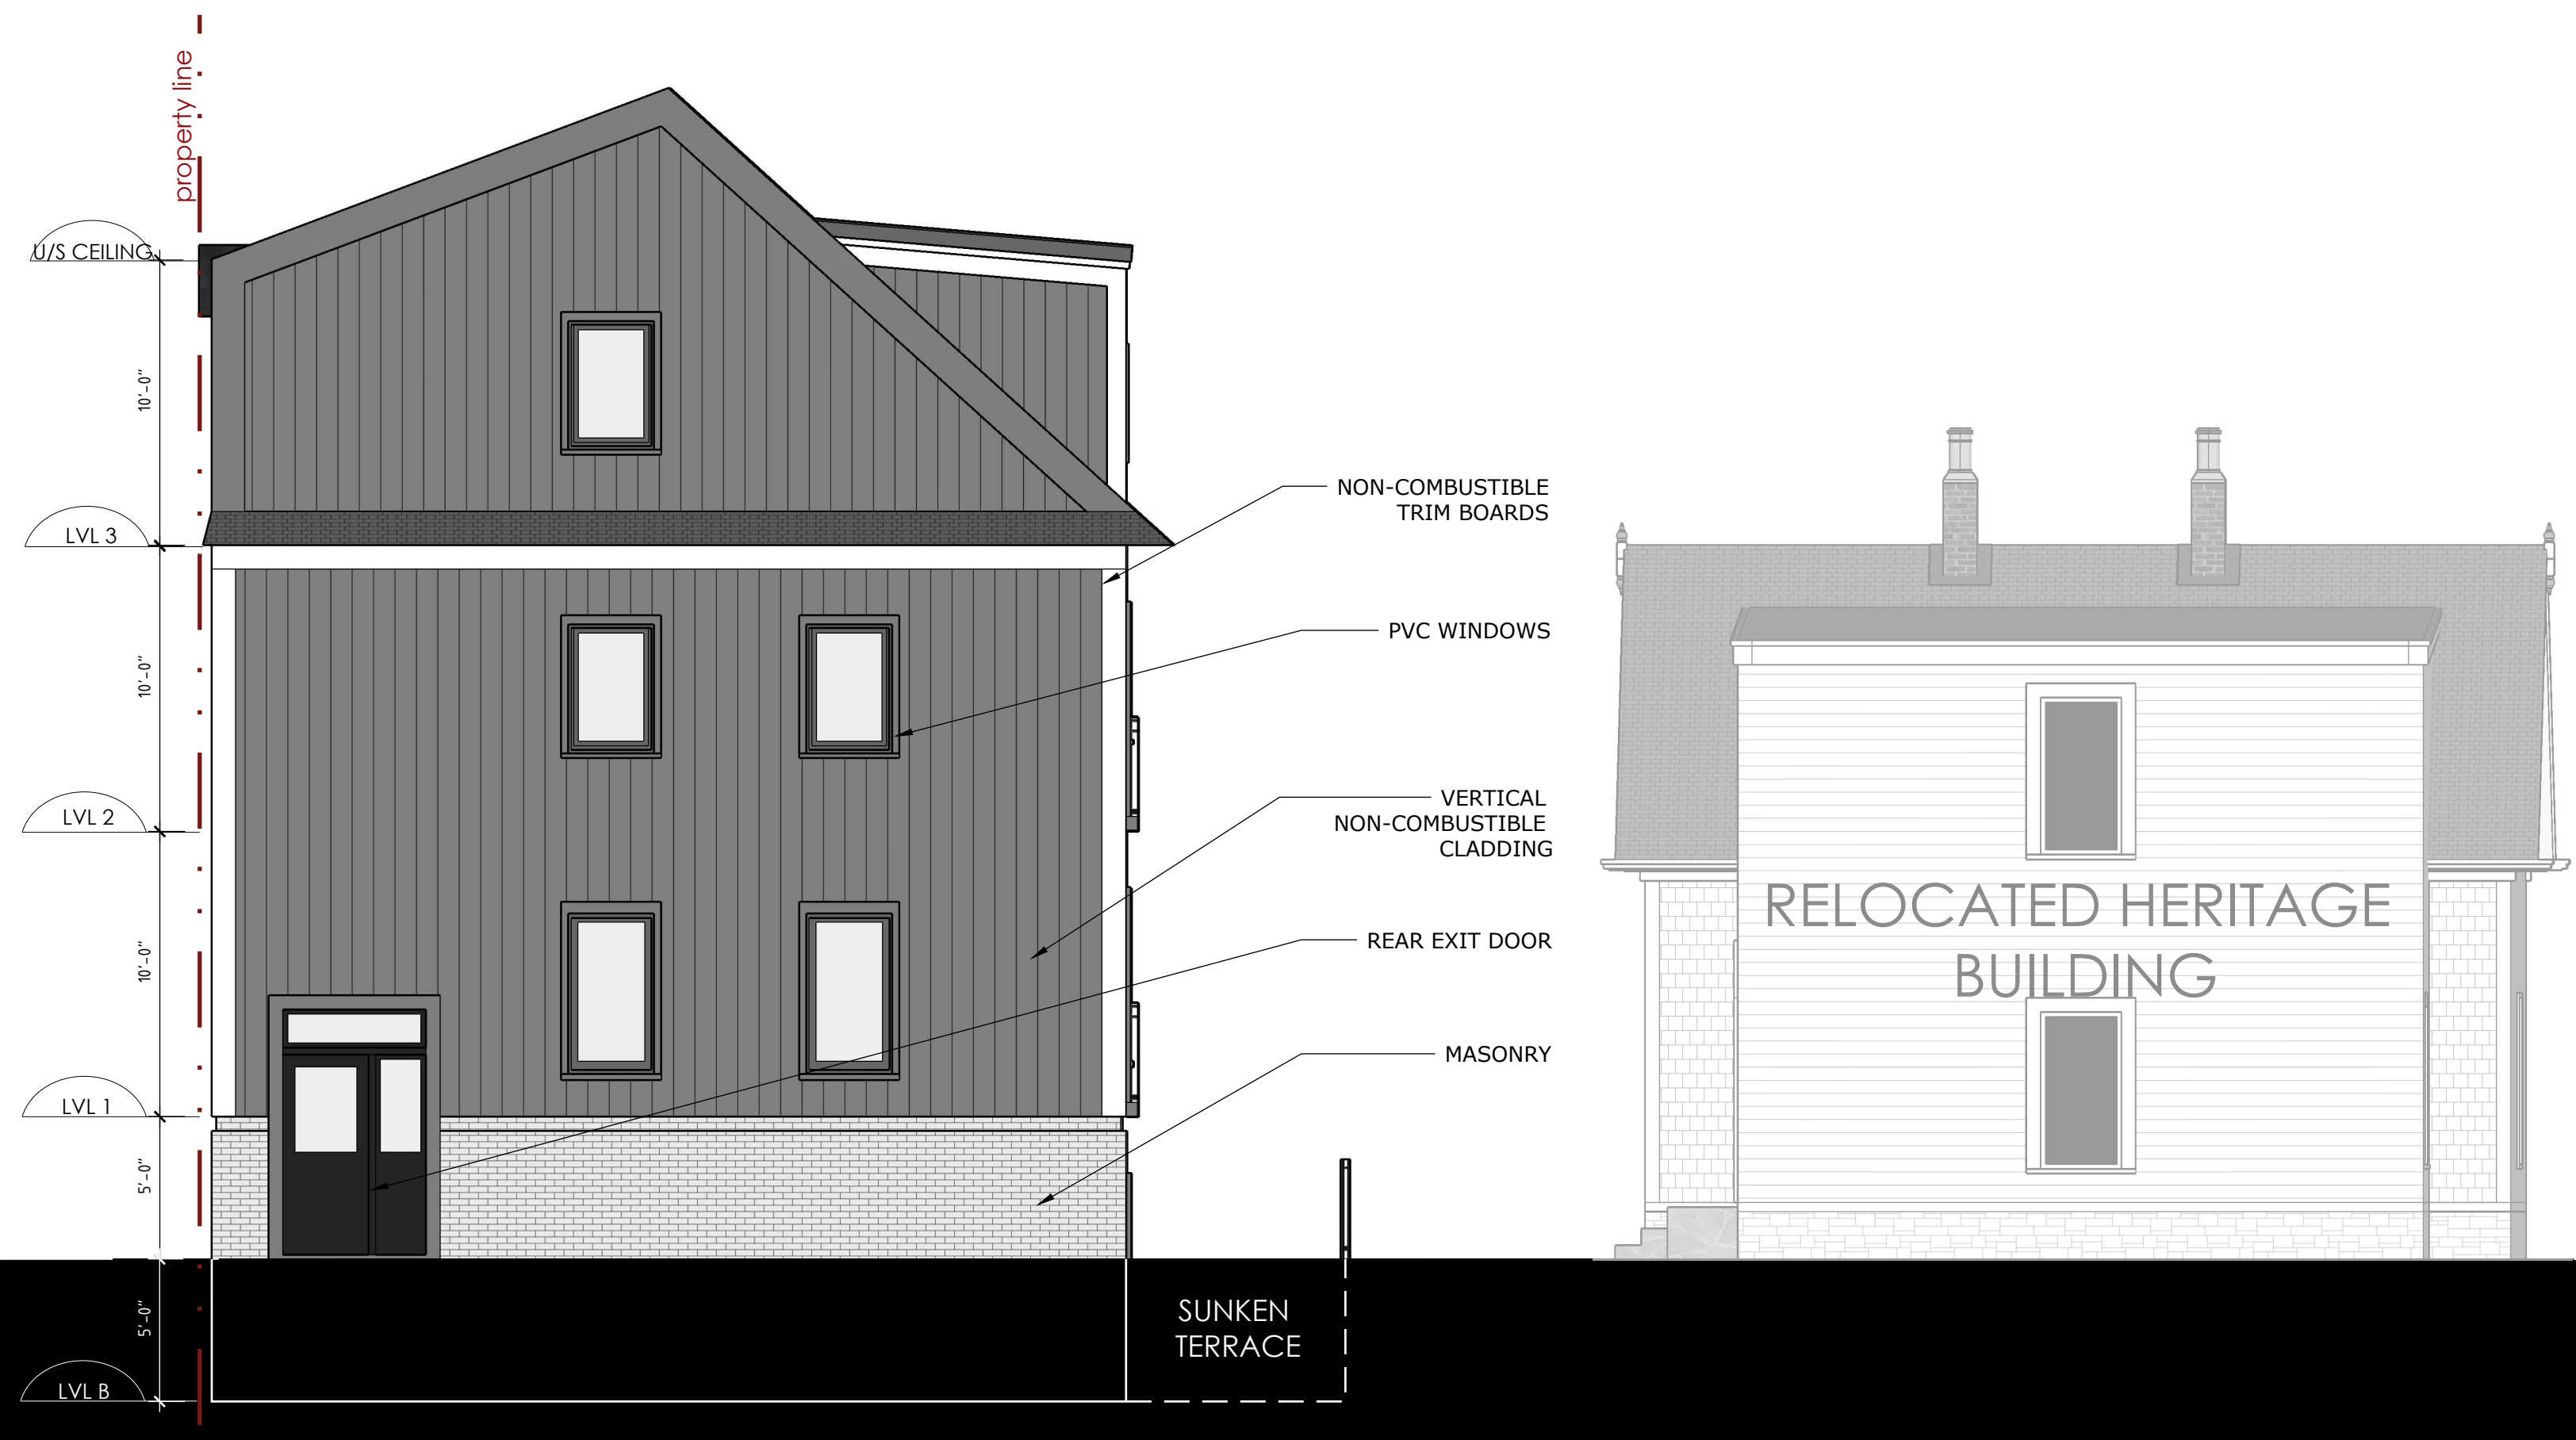 property line
U/S CEILING
10'-0"
LVL 3
10'-0"
LVL 2
10'-0"
LVL 1
5'-0"
5'-0"
LVL B
NON-COMBUSTIBLE
TRIM BOARDS
PVC WINDOWS
VERTICAL
NON-COMBUSTIBLE
CLADDING
REAR EXIT DOOR
MASONRY
SUNKEN
TERRACE
RELOCATED HERITAGE
BUILDING